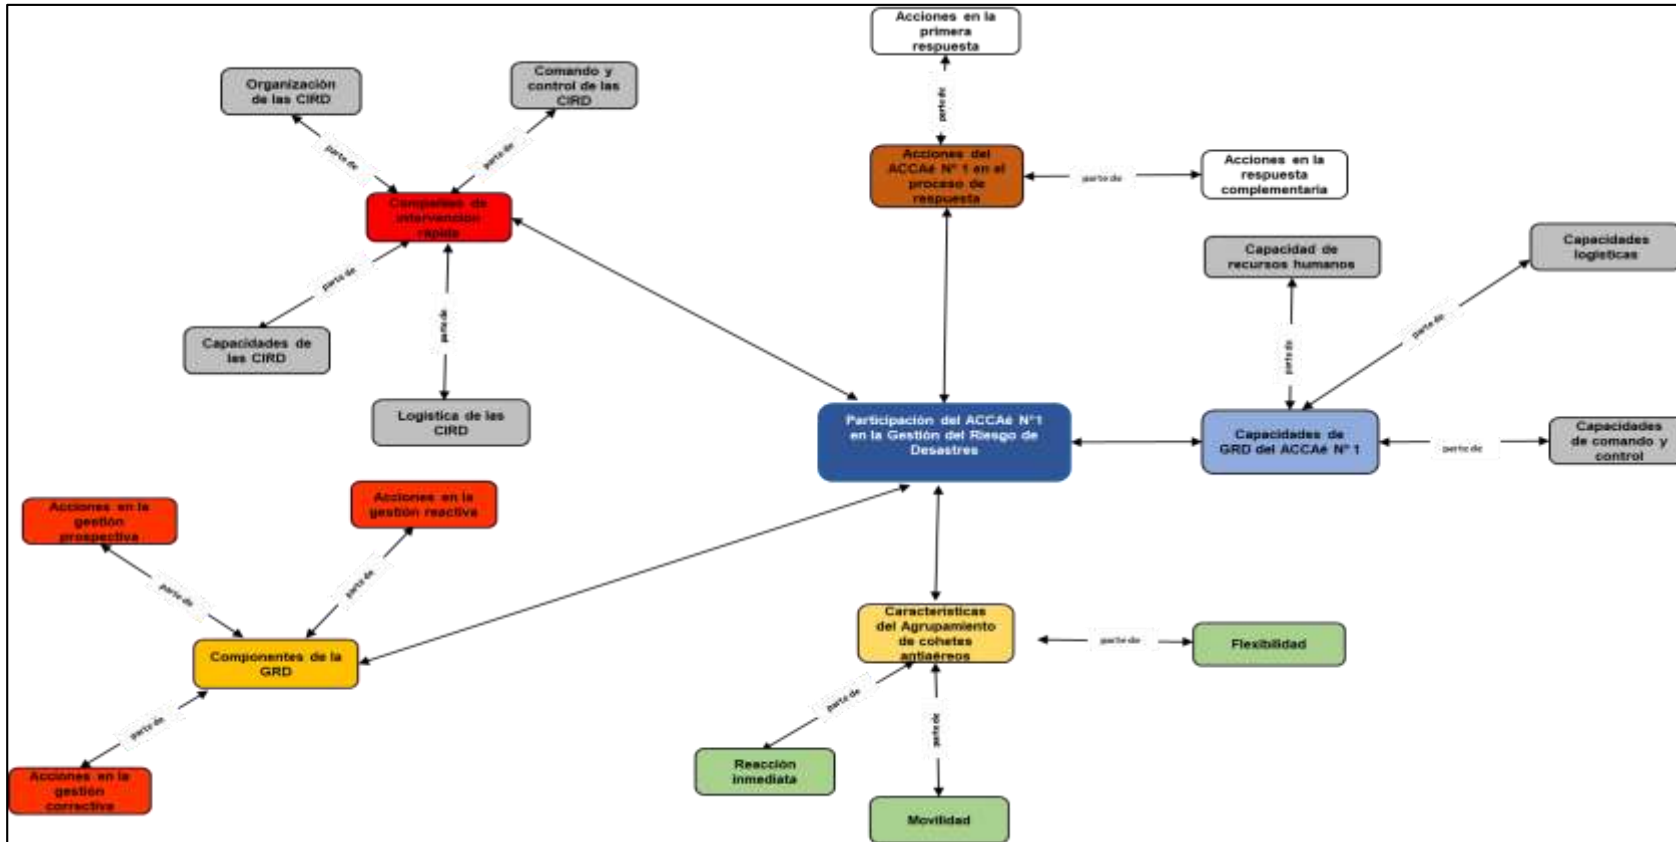 Acciones en la
primera
respuesta
Organización
de las CIRD
Comando y
control de las
CIRD
parte de
parte de
parte de
Acciones del
ACCAé N° 1 en el
proceso de
respuesta
parte de
Acciones en la
respuesta
complementaria
Compañías de
intervención
rápida
Capacidad de
recursos humanos
Capacidades
logísticas
parte de
parte de
parte de
parte de
Capacidades de
las CIRD
Logística de las
CIRD
Participación del ACCAé N°1
en la Gestión del Riesgo de
Desastres
Capacidades de
GRD del ACCAé N° 1
parte de
Capacidades
de comando y
control
Acciones en la
gestión
prospectiva
Acciones en la
gestión reactiva
parte de
parte de
Componentes de la
GRD
parte de
Acciones en la
gestión
correctiva
Características
del Agrupamiento
de cohetes
antiaéreos
parte de
Flexibilidad
parte de
parte de
Reacción
inmediata
Movilidad